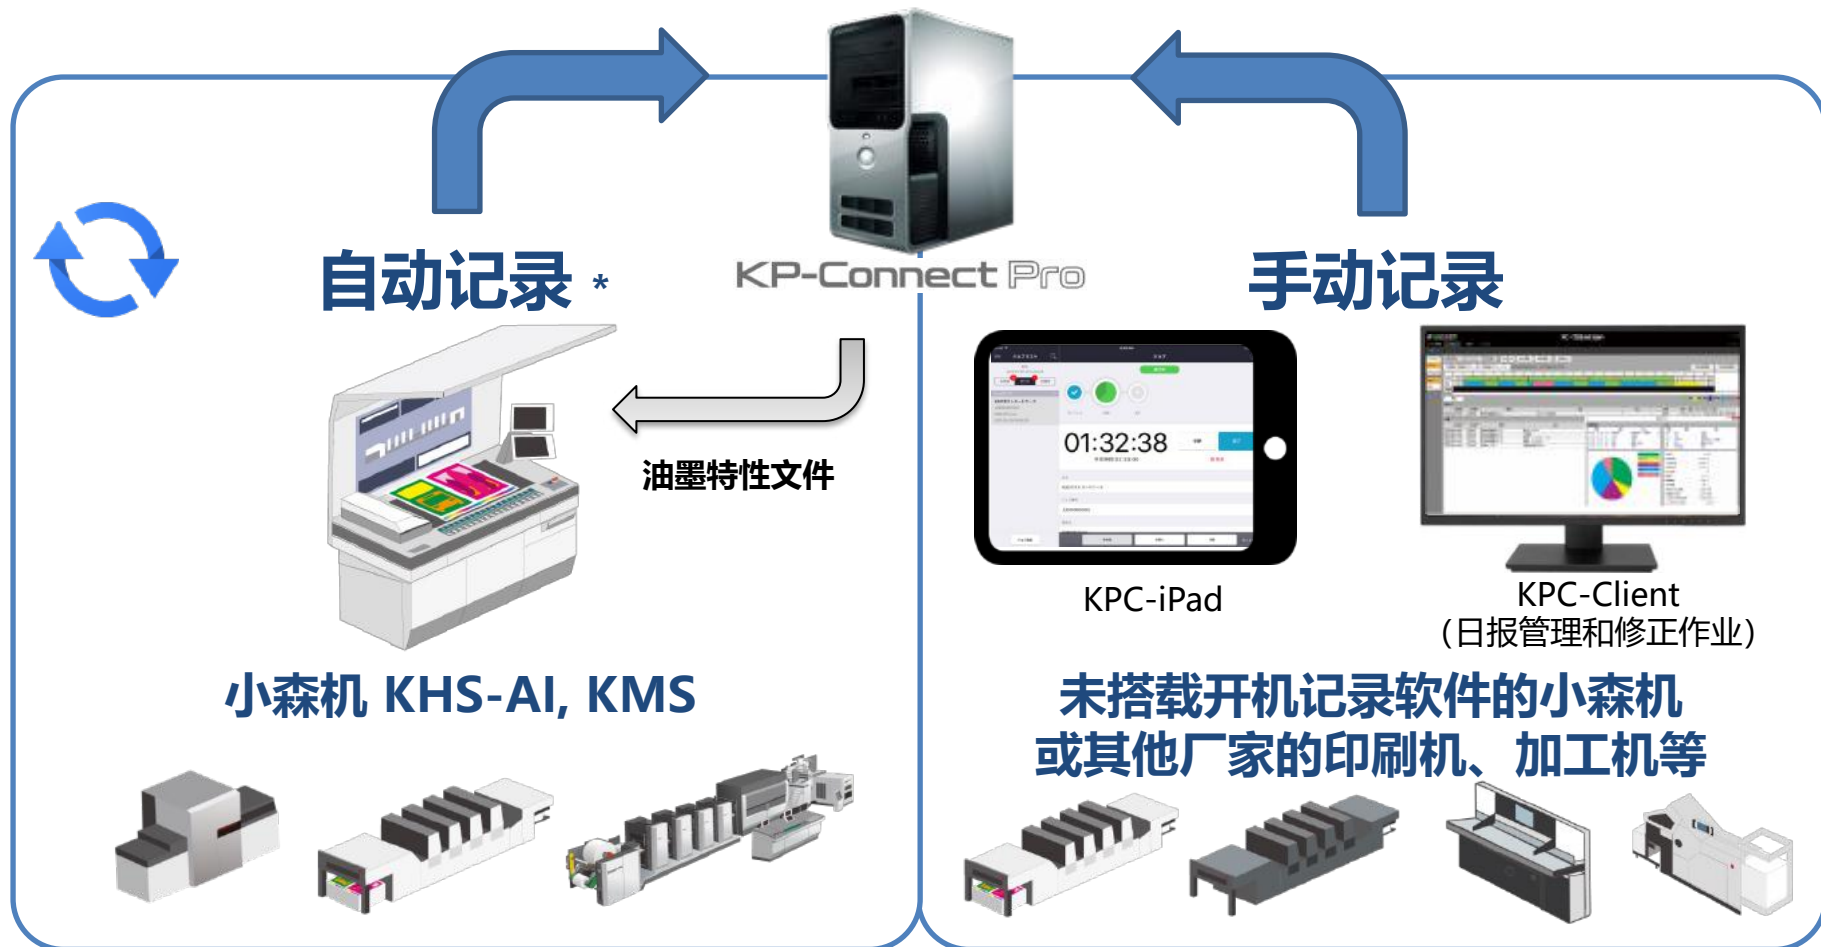 KP-Connect Pro
自动记录 *
油墨特性文件
小森机 KHS-AI, KMS
手动记录
01:32:38
KPC-iPad
KPC-Client
（日报管理和修正作业）
未搭载开机记录软件的小森机
或其他厂家的印刷机、加工机等